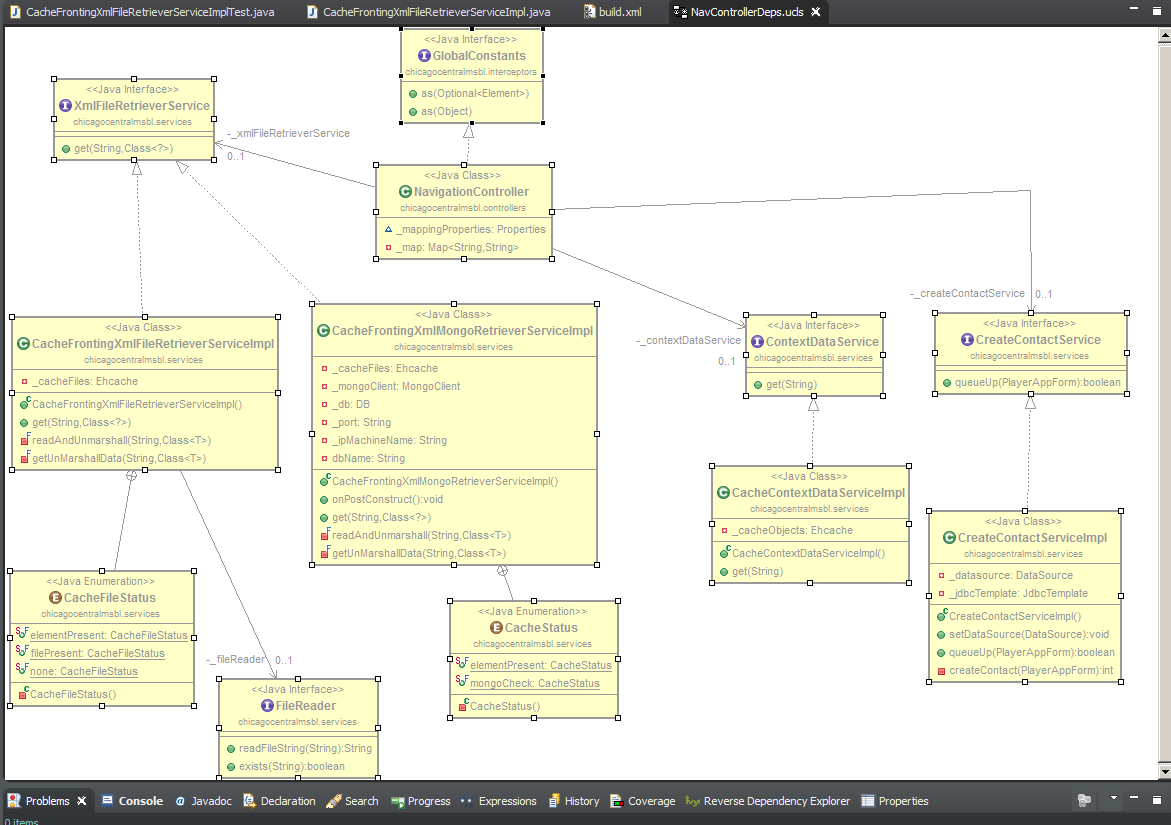 CacheFrontingXmlFileRetrieverServiceImplTest.java
CacheFrontingXmlFileRetrieverServiceImpl.java
build.xml
NavControllerDeps.ucls
<<Java Interface>>
GlobalConstants
chicagocentralmsbl.interceptors
as(Optional<Element>)
as(Object)
<<Java Interface>>
XmlFileRetrieverService
chicagocentralmsbl.services
get(String,Class<?>)
-_xmlFileRetrieverService
0..1
<<Java Class>>
NavigationController
chicagocentralmsbl.controllers
_mappingProperties: Properties
_map: Map<String,String>
<<Java Class>>
CacheFrontingXmlFileRetrieverServiceImpl
chicagocentralmsbl.services
_cacheFiles: Ehcache
CacheFrontingXmlFileRetrieverServiceImpl()
get(String,Class<?>)
readAndUnmarshall(String,Class<T>)
getUnMarshallData(String,Class<T>)
<<Java Class>>
CacheFrontingXmlMongoRetrieverServiceImpl
chicagocentralmsbl.services
_cacheFiles: Ehcache
_mongoClient: MongoClient
_db: DB
_port: String
_ipMachineName: String
dbName: String
CacheFrontingXmlMongoRetrieverServiceImpl()
onPostConstruct():void
get(String,Class<?>)
readAndUnmarshall(String,Class<T>)
getUnMarshallData(String,Class<T>)
-_contextDataService
0..1
<<Java Interface>>
ContextDataService
chicagocentralmsbl.services
get(String)
-_createContactService
0..1
<<Java Interface>>
CreateContactService
chicagocentralmsbl.services
queueUp(PlayerAppForm):boolean
<<Java Class>>
CacheContextDataServiceImpl
chicagocentralmsbl.services
_cacheObjects: Ehcache
CacheContextDataServiceImpl()
get(String)
<<Java Class>>
CreateContactServiceImpl
chicagocentralmsbl.services
_datasource: DataSource
_jdbcTemplate: JdbcTemplate
CreateContactServiceImpl()
setDataSource(DataSource):void
queueUp(PlayerAppForm):boolean
createContact(PlayerAppForm):int
<<Java Enumeration>>
CacheFileStatus
chicagocentralmsbl.services
elementPresent: CacheFileStatus
filePresent: CacheFileStatus
none: CacheFileStatus
CacheFileStatus()
-_fileReader
0..1
<<Java Interface>>
FileReader
chicagocentralmsbl.services
readFileString(String):String
exists(String):boolean
<<Java Enumeration>>
CacheStatus
chicagocentralmsbl.services
elementPresent: CacheStatus
mongoCheck: CacheStatus
CacheStatus()
Problems
Console
Javadoc
Declaration
Search
Progress
Expressions
History
Coverage
Reverse Dependency Explorer
Properties
0 items